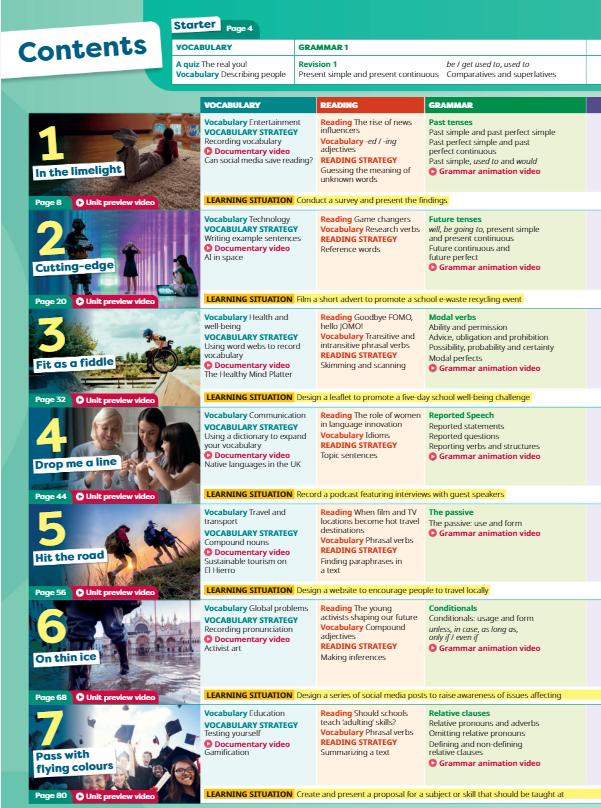 Contents
Starter Page 4
VOCABULARY
GRAMMAR 1
A quiz The real you!
Vocabulary Describing people
Revision 1
Present simple and present continuous
be / get used to, used to
Comparatives and superlatives
VOCABULARY
READING
GRAMMAR
1
In the limelight
Page 8
Unit preview video
Vocabulary Entertainment
VOCABULARY STRATEGY
Recording vocabulary
Documentary video
Can social media save reading?
Reading The rise of news
influencers
Vocabulary -ed / -ing
adjectives
READING STRATEGY
Guessing the meaning of
unknown words
Past tenses
Past simple and past perfect simple
Past perfect simple and past
perfect continuous
Past simple, used to and would
Grammar animation video
LEARNING SITUATION Conduct a survey and present the findings
2
Cutting-edge
Page 20
Unit preview video
Vocabulary Technology
VOCABULARY STRATEGY
Writing example sentences
Documentary video
AI in space
Reading Game changers
Vocabulary Research verbs
READING STRATEGY
Reference words
Future tenses
will, be going to, present simple
and present continuous
Future continuous and
future perfect
Grammar animation video
LEARNING SITUATION Film a short advert to promote a school e-waste recycling event
3
Fit as a fiddle
Page 32
Unit preview video
Vocabulary Health and
well-being
VOCABULARY STRATEGY
Using word webs to record
vocabulary
Documentary video
The Healthy Mind Platter
Reading Goodbye FOMO,
hello JOMO!
Vocabulary Transitive and
intransitive phrasal verbs
READING STRATEGY
Skimming and scanning
Modal verbs
Ability and permission
Advice, obligation and prohibition
Possibility, probability and certainty
Modal perfects
Grammar animation video
LEARNING SITUATION Design a leaflet to promote a five-day school well-being challenge
4
Drop me a line
Page 44
Unit preview video
Vocabulary Communication
VOCABULARY STRATEGY
Using a dictionary to expand
your vocabulary
Documentary video
Native languages in the UK
Reading The role of women
in language innovation
Vocabulary Idioms
READING STRATEGY
Topic sentences
Reported Speech
Reported statements
Reported questions
Reporting verbs and structures
Grammar animation video
LEARNING SITUATION Record a podcast featuring interviews with guest speakers
5
Hit the road
Page 56
Unit preview video
Vocabulary Travel and
transport
VOCABULARY STRATEGY
Compound nouns
Documentary video
Sustainable tourism on
El Hierro
Reading When film and TV
locations become hot travel
destinations
Vocabulary Phrasal verbs
READING STRATEGY
Finding paraphrases in
a text
The passive
The passive: use and form
Grammar animation video
LEARNING SITUATION Design a website to encourage people to travel locally
6
On thin ice
Page 68
Unit preview video
Vocabulary Global problems
VOCABULARY STRATEGY
Recording pronunciation
Documentary video
Activist art
Reading The young
activists shaping our future
Vocabulary Compound
adjectives
READING STRATEGY
Making inferences
Conditionals
Conditionals: usage and form
unless, in case, as long as,
only if / even if
Grammar animation video
LEARNING SITUATION Design a series of social media posts to raise awareness of issues affecting
7
Pass with
flying colours
Page 80
Unit preview video
Vocabulary Education
VOCABULARY STRATEGY
Testing yourself
Documentary video
Gamification
Reading Should schools
teach 'adulting' skills?
Vocabulary Phrasal verbs
READING STRATEGY
Summarizing a text
Relative clauses
Relative pronouns and adverbs
Omitting relative pronouns
Defining and non-defining
relative clauses
Grammar animation video
LEARNING SITUATION Create and present a proposal for a subject or skill that should be taught at